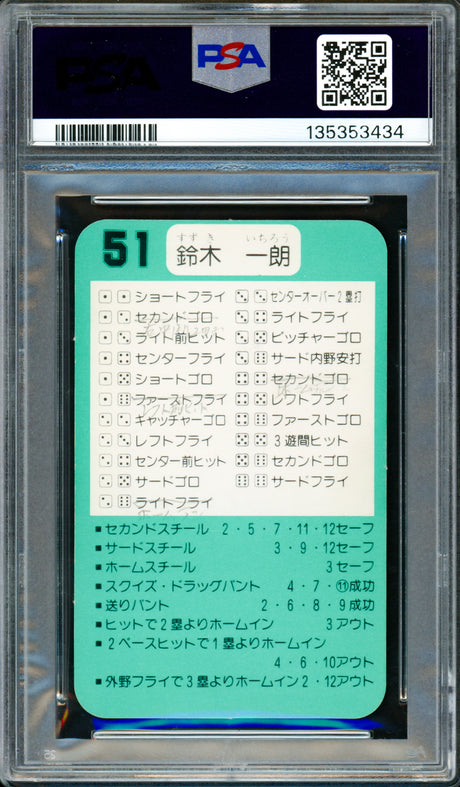 PSA
PSA
135353434
51
すずき いちろう
鈴木 一朗
ショートフライ
セカンドゴロ
ライト前ヒット
センターフライ
ショートゴロ
ファーストフライ
キャッチャーゴロ
レフトフライ
センター前ヒット
サードゴロ
ライトフライ
センターオーバー2塁打
ライトフライ
ピッチャーゴロ
サード内野安打
セカンドゴロ
レフトフライ
ファーストゴロ
3遊間ヒット
セカンドゴロ
サードフライ
■セカンドスチール 2・5・7・11・12セーフ
■サードスチール 3・9・12セーフ
■ホームスチール 3セーフ
■スクイズ・ドラッグバント 4・7・⑪成功
■送りバント 2・6・8・9成功
■ヒットで2塁よりホームイン 3アウト
■2ベースヒットで1塁よりホームイン
4・6・10アウト
■外野フライで3塁よりホームイン2・12アウト